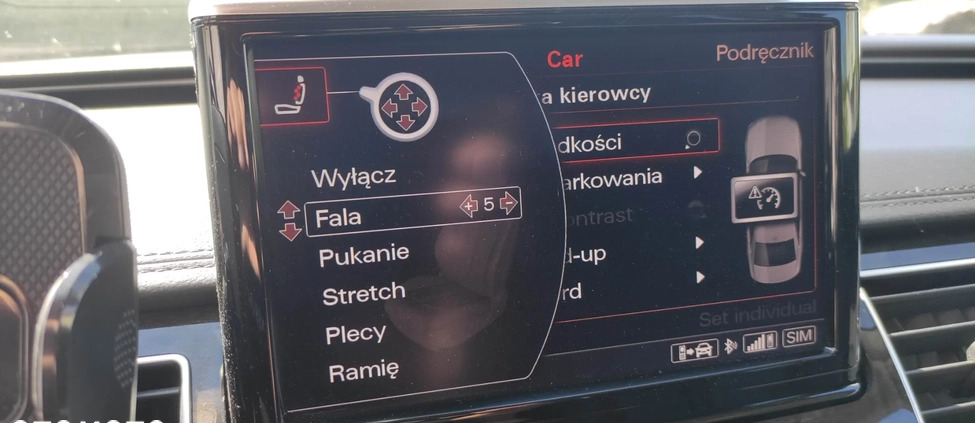 Car
Podręcznik
a kierowcy
Wyłącz
dkości
Fala + 5 -
arkowania
ontrast
Pukanie
-up
Stretch
rd
Plecy
Set individual
Ramię
SIM